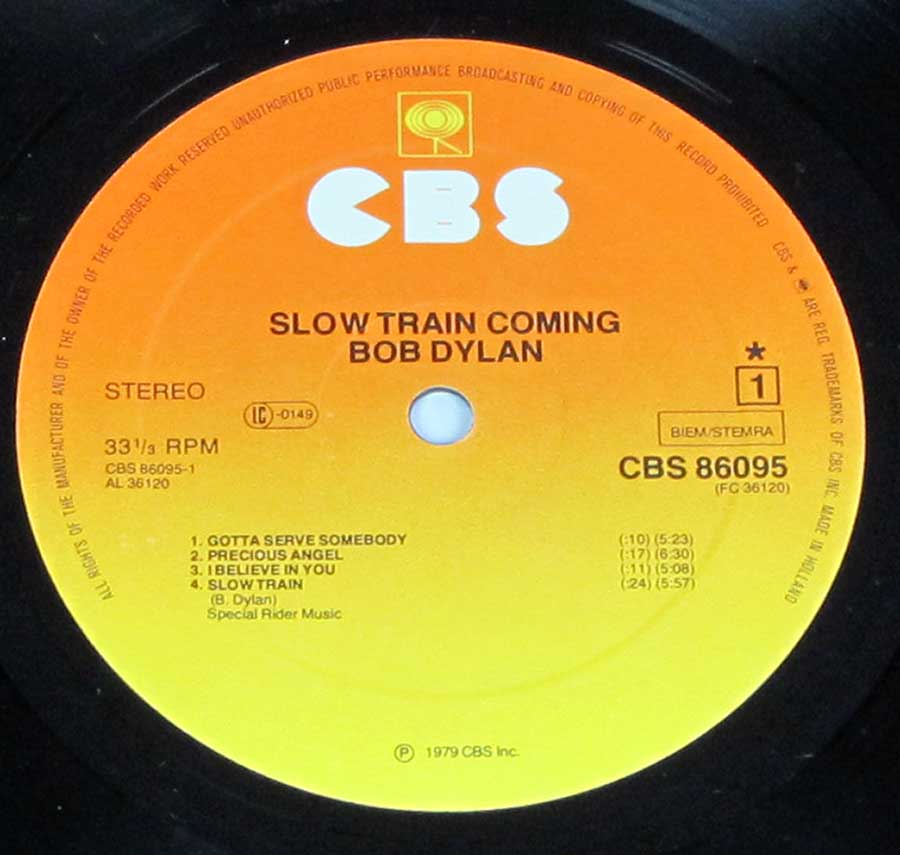 ALL RIGHTS OF THE MANUFACTURER AND OF THE OWNER OF THE RECORDED WORK RESERVED UNAUTHORIZED PUBLIC PERFORMANCE BROADCASTING AND COPYING OF THIS RECORD PROHIBITED
CBS & ARE REG. TRADEMARKS OF CBS INC. MADE IN HOLLAND
CBS
SLOW TRAIN COMING
BOB DYLAN
STEREO
LC -0149
33 1/3 RPM
CBS 86095-1
AL 36120
*
1
BIEM/STEMRA
CBS 86095
(FC 36120)
1. GOTTA SERVE SOMEBODY (:10) (5:23)
2. PRECIOUS ANGEL (:17) (6:30)
3. I BELIEVE IN YOU (:11) (5:08)
4. SLOW TRAIN (:24) (5:57)
(B. Dylan)
Special Rider Music
℗ 1979 CBS Inc.